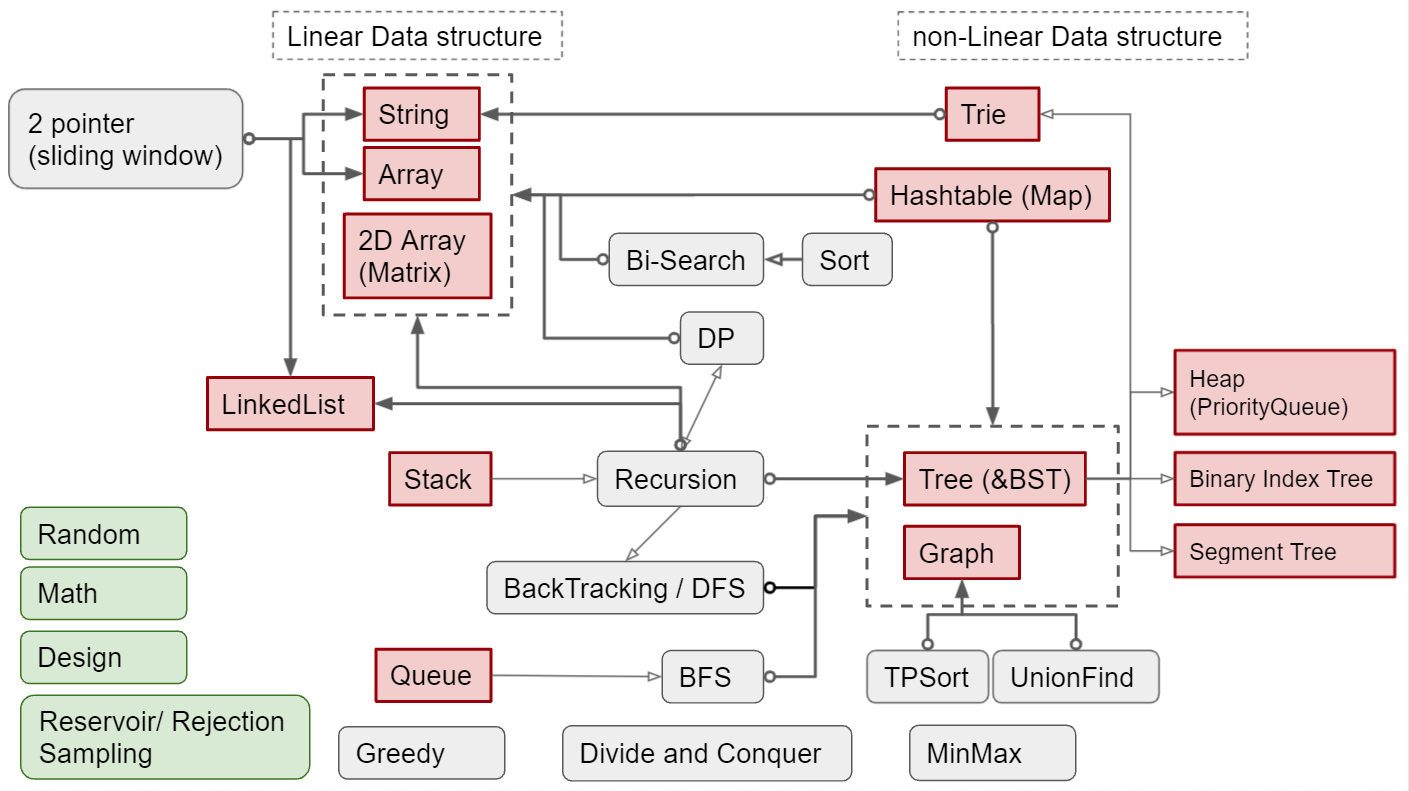 Linear Data structure
non-Linear Data structure
2 pointer
(sliding window)
String
Trie
Array
Hashtable (Map)
2D Array
(Matrix)
Bi-Search
Sort
DP
LinkedList
Heap
(PriorityQueue)
Stack
Recursion
Tree (&BST)
Binary Index Tree
Random
Graph
Segment Tree
Math
BackTracking / DFS
Design
Queue
BFS
TPSort
UnionFind
Reservoir/ Rejection
Sampling
Greedy
Divide and Conquer
MinMax